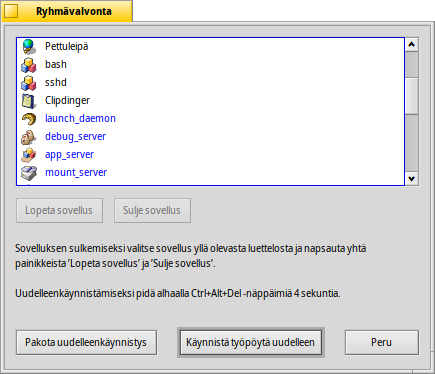 Ryhmävalvonta
Pettuleipä
bash
sshd
Clipdinger
launch_daemon
debug_server
app_server
mount_server
Lopeta sovellus
Sulje sovellus
Sovelluksen sulkemiseksi valitse sovellus yllä olevasta luettelosta ja napsauta yhtä
painikkeista 'Lopeta sovellus' ja 'Sulje sovellus'.
Uudelleenkäynnistämiseksi pidä alhaalla Ctrl+Alt+Del -näppäimiä 4 sekuntia.
Pakota uudelleenkäynnistys
Käynnistä työpöytä uudelleen
Peru